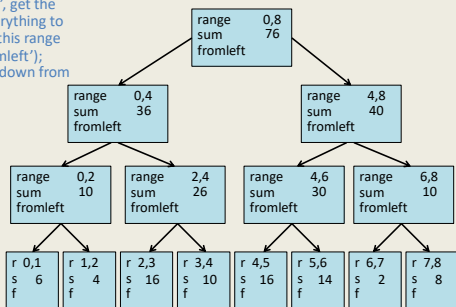 ', get the
erything to
this range
mleft');
down from
range 0,8
sum 76
fromleft
range 0,4
sum 36
fromleft
range 4,8
sum 40
fromleft
range 0,2
sum 10
fromleft
range 2,4
sum 26
fromleft
range 4,6
sum 30
fromleft
range 6,8
sum 10
fromleft
r 0,1
s 6
f
r 1,2
s 4
f
r 2,3
s 16
f
r 3,4
s 10
f
r 4,5
s 16
f
r 5,6
s 14
f
r 6,7
s 2
f
r 7,8
s 8
f